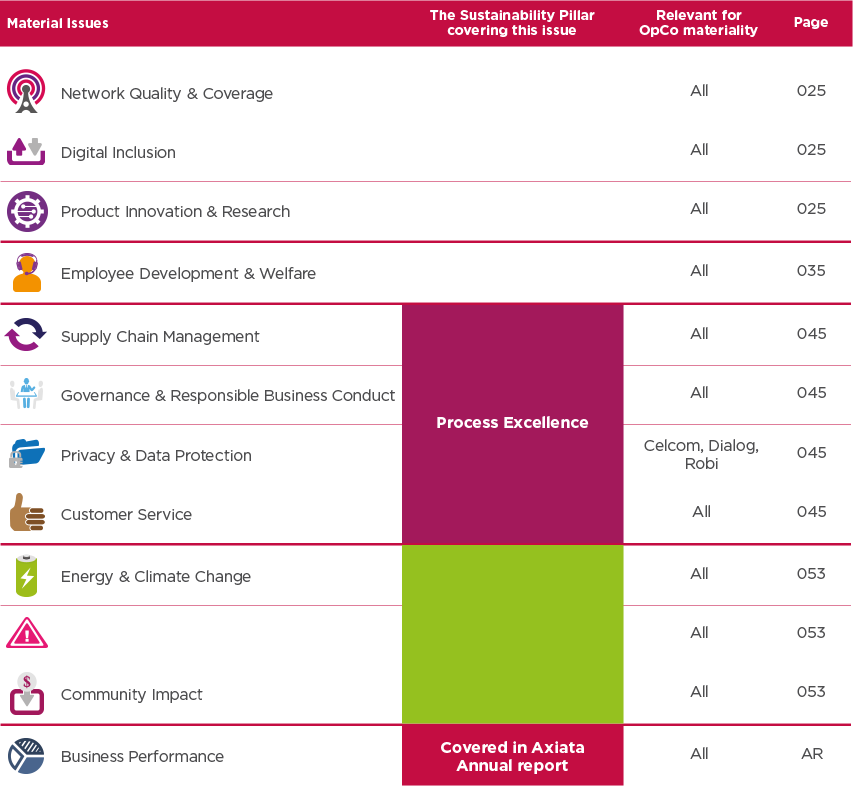 Material Issues
The Sustainability Pillar
covering this issue
Relevant for
OpCo materiality
Page
Network Quality & Coverage
All
025
Digital Inclusion
All
025
Product Innovation & Research
All
025
Employee Development & Welfare
All
035
Supply Chain Management
All
045
Governance & Responsible Business Conduct
All
045
Process Excellence
Privacy & Data Protection
Celcom, Dialog,
Robi
045
Customer Service
All
045
Energy & Climate Change
All
053
!
All
053
$
Community Impact
All
053
Business Performance
Covered in Axiata
Annual report
All
AR